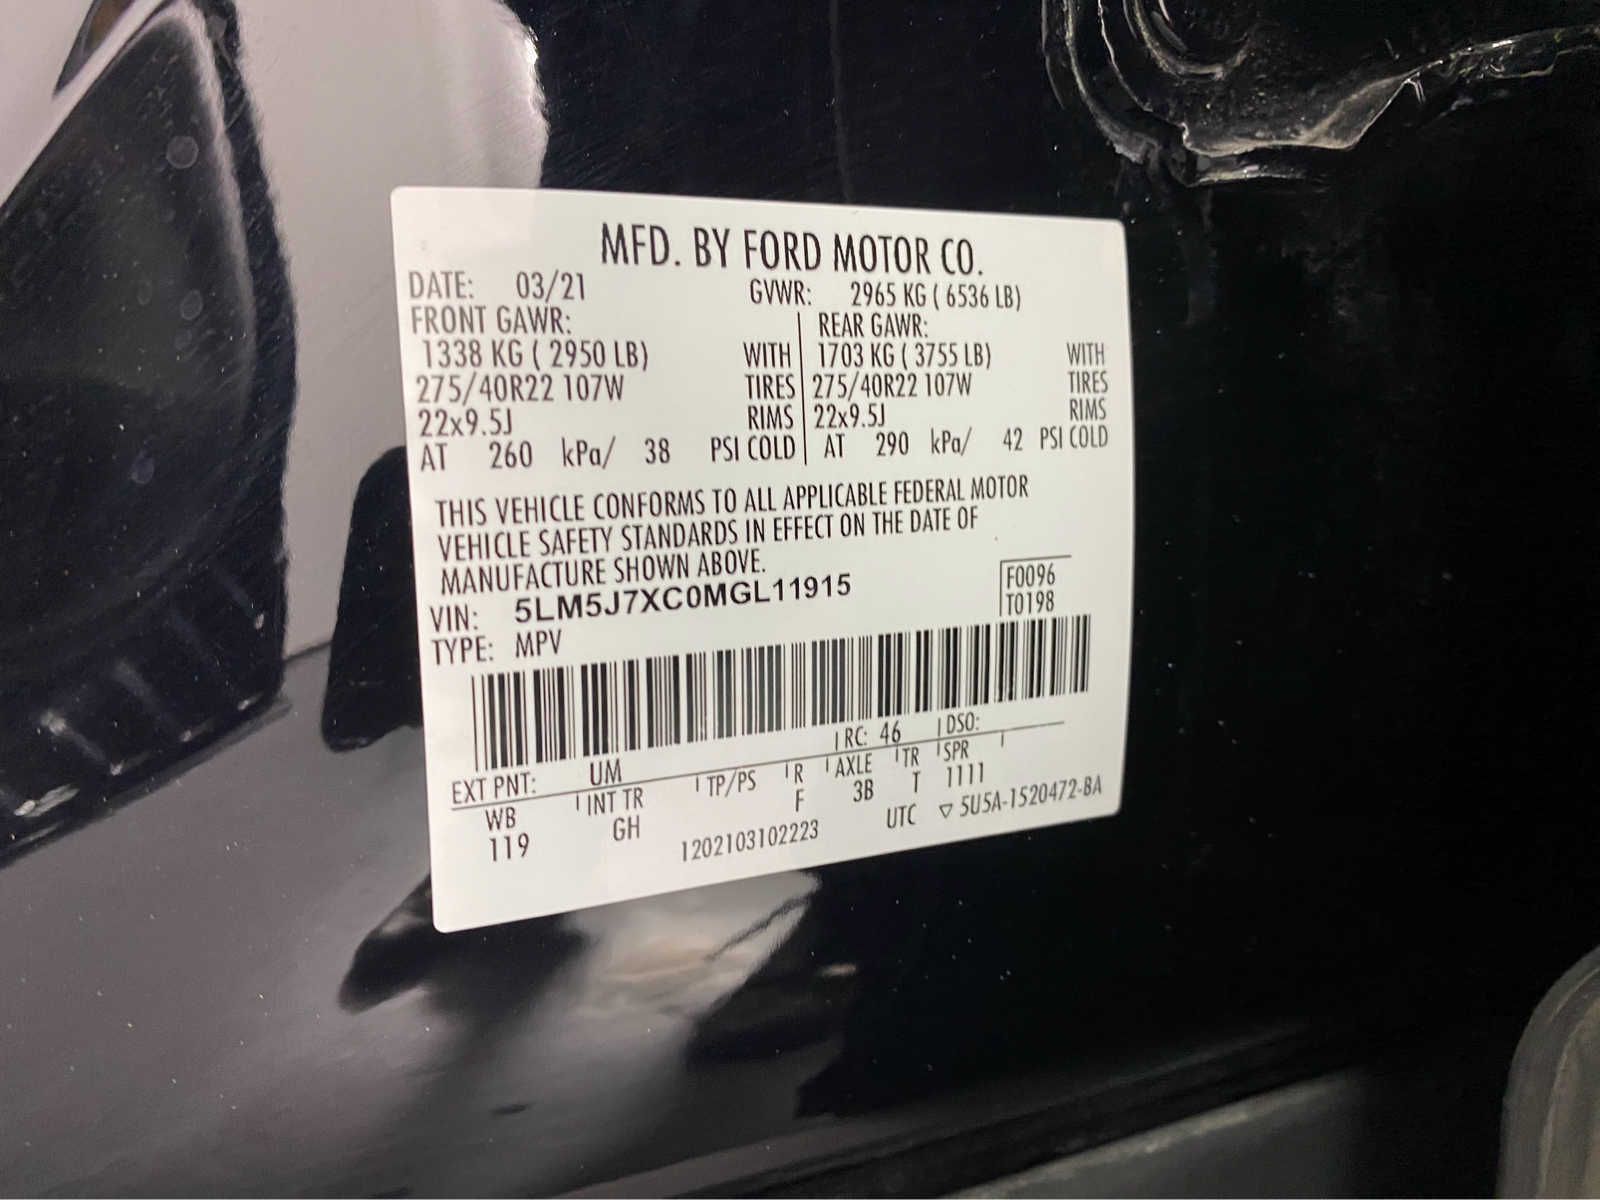 MFD. BY FORD MOTOR CO.
DATE: 03/21 GVWR: 2965 KG ( 6536 LB)
FRONT GAWR: REAR GAWR:
1338 KG ( 2950 LB) WITH 1703 KG ( 3755 LB) WITH
275/40R22 107W TIRES 275/40R22 107W TIRES
22x9.5J RIMS 22x9.5J RIMS
AT 260 kPa/ 38 PSI COLD AT 290 kPa/ 42 PSI COLD
THIS VEHICLE CONFORMS TO ALL APPLICABLE FEDERAL MOTOR
VEHICLE SAFETY STANDARDS IN EFFECT ON THE DATE OF
MANUFACTURE SHOWN ABOVE.
VIN: 5LM5J7XC0MGL11915
F0096
T0198
TYPE: MPV
EXT PNT: UM RC: 46 DSO:
WB INT TR TP/PS R AXLE TR SPR
119 GH F 3B T 1111
1202103102223 UTC ▽ 5U5A-1520472-BA